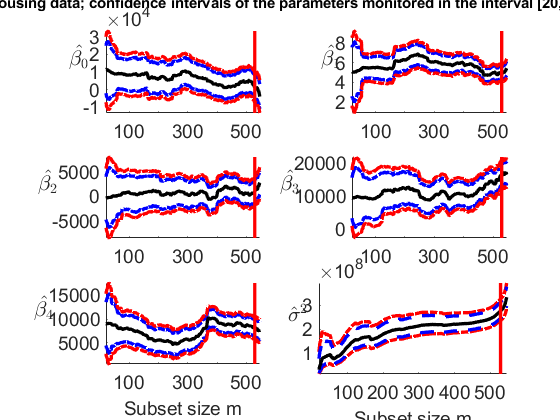 ousing data; confidence intervals of the parameters monitored in the interval [20,
×10⁴
3
2
1
0
-1
β̂₀
100 300 500
8
6
4
2
100 300 500
5000
0
-5000
β̂₂
100 300 500
20000
10000
0
β̂₃
100 300 500
15000
10000
5000
β̂₄
100 300 500
Subset size m
×10⁸
3
2
1
100 200 300 400 500
Subset size m